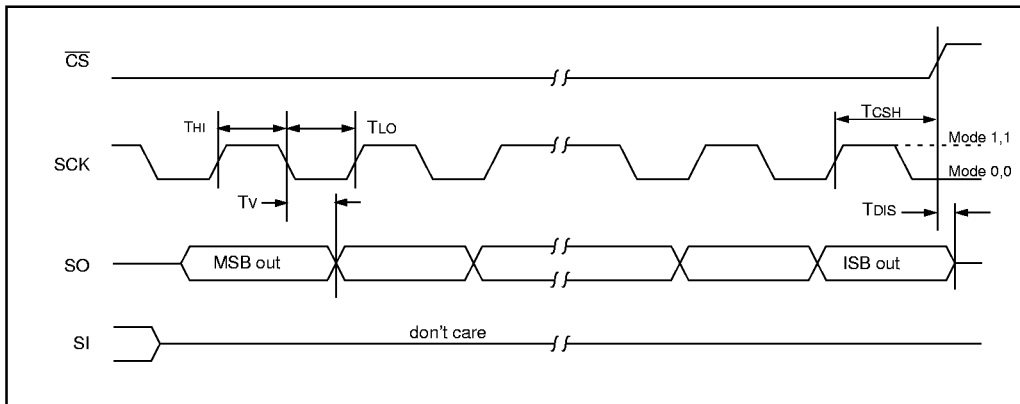 CS
THI
TLO
TCSH
SCK
Mode 1,1
Mode 0,0
TV
TDIS
SO
MSB out
ISB out
SI
don't care